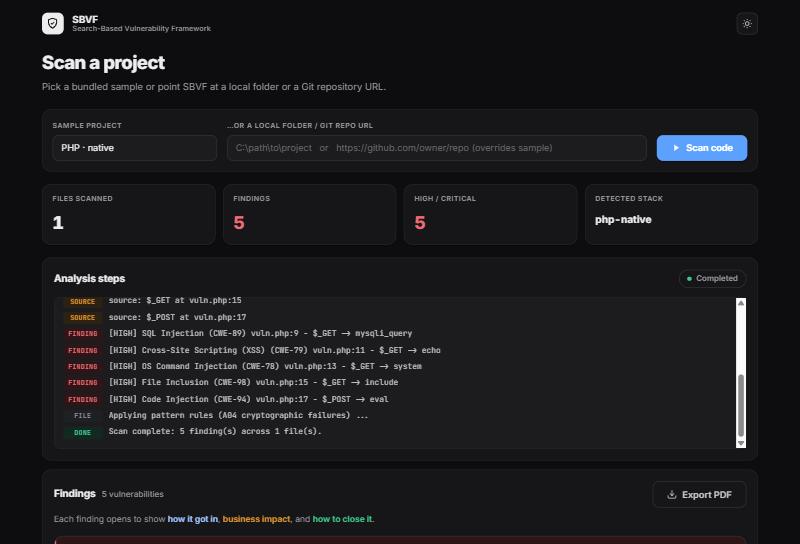 SBVF
Search-Based Vulnerability Framework
Scan a project
Pick a bundled sample or point SBVF at a local folder or a Git repository URL.
SAMPLE PROJECT
...OR A LOCAL FOLDER / GIT REPO URL
PHP · native
C:\path\to\project or https://github.com/owner/repo (overrides sample)
Scan code
FILES SCANNED
FINDINGS
HIGH / CRITICAL
DETECTED STACK
1
5
5
php-native
Analysis steps
Completed
SOURCE source: $_GET at vuln.php:15
SOURCE source: $_POST at vuln.php:17
FINDING [HIGH] SQL Injection (CWE-89) vuln.php:9 - $_GET → mysqli_query
FINDING [HIGH] Cross-Site Scripting (XSS) (CWE-79) vuln.php:11 - $_GET → echo
FINDING [HIGH] OS Command Injection (CWE-78) vuln.php:13 - $_GET → system
FINDING [HIGH] File Inclusion (CWE-98) vuln.php:15 - $_GET → include
FINDING [HIGH] Code Injection (CWE-94) vuln.php:17 - $_POST → eval
FILE Applying pattern rules (A04 cryptographic failures) ...
DONE Scan complete: 5 finding(s) across 1 file(s).
Findings 5 vulnerabilities
Export PDF
Each finding opens to show how it got in, business impact, and how to close it.